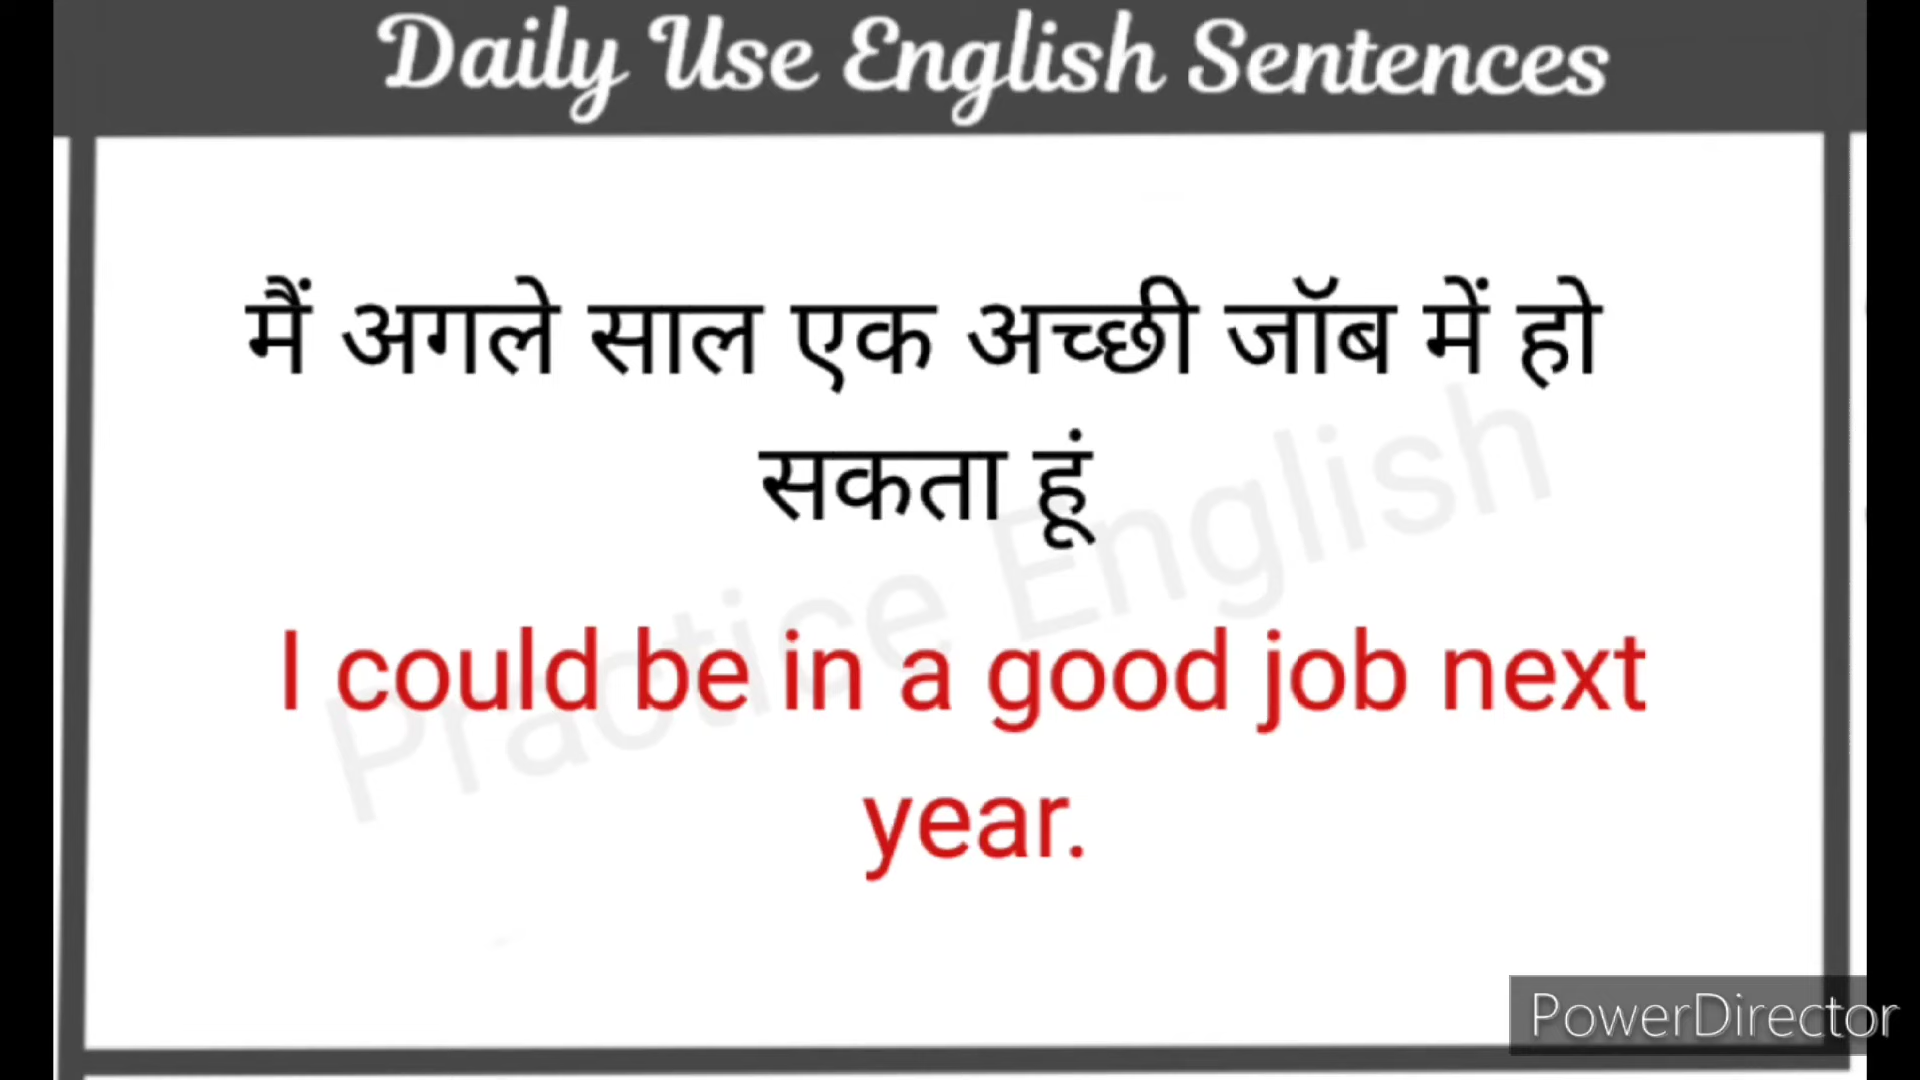 Daily Use English Sentences
मैं अगले साल एक अच्छी जॉब में हो
सकता हूं
Practice English
I could be in a good job next
year.
PowerDirector